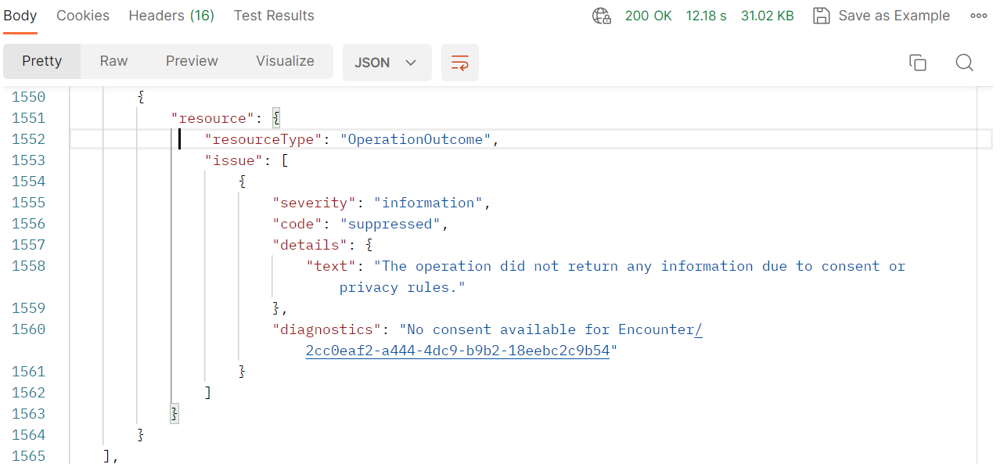 Body Cookies Headers (16) Test Results 200 OK 12.18 s 31.02 KB Save as Example
Pretty Raw Preview Visualize JSON
1550 {
1551 "resource": {
1552 "resourceType": "OperationOutcome",
1553 "issue": [
1554 {
1555 "severity": "information",
1556 "code": "suppressed",
1557 "details": {
1558 "text": "The operation did not return any information due to consent or
privacy rules."
1559 },
1560 "diagnostics": "No consent available for Encounter/
2cc0eaf2-a444-4dc9-b9b2-18eebc2c9b54"
1561 }
1562 ]
1563 }
1564 }
1565 ],